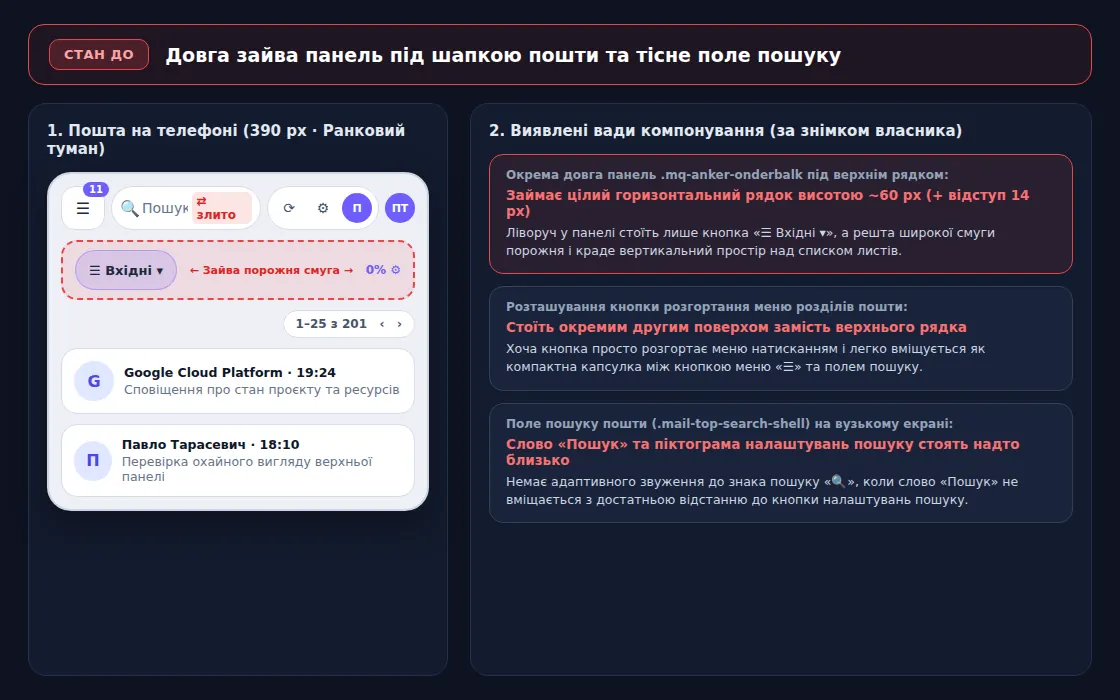 СТАН ДО
Довга зайва панель під шапкою пошти та тісне поле пошуку
1. Пошта на телефоні (390 px · Ранковий
туман)
11
☰
🔍 Пошук
⇄
злито
⟳ ⚙ П ПТ
☰ Вхідні ▾
← Зайва порожня смуга →
0% ⚙
1–25 з 201 ‹ ›
G
Google Cloud Platform · 19:24
Сповіщення про стан проєкту та ресурсів
П
Павло Тарасевич · 18:10
Перевірка охайного вигляду верхньої
панелі
2. Виявлені вади компонування (за знімком власника)
Окрема довга панель .mq-anker-onderbalk під верхнім рядком:
Займає цілий горизонтальний рядок висотою ~60 px (+ відступ 14
px)
Ліворуч у панелі стоїть лише кнопка «☰ Вхідні ▾», а решта широкої смуги
порожня і краде вертикальний простір над списком листів.
Розташування кнопки розгортання меню розділів пошти:
Стоїть окремим другим поверхом замість верхнього рядка
Хоча кнопка просто розгортає меню натисканням і легко вміщується як
компактна капсулка між кнопкою меню «☰» та полем пошуку.
Поле пошуку пошти (.mail-top-search-shell) на вузькому екрані:
Слово «Пошук» та піктограма налаштувань пошуку стоять надто
близько
Немає адаптивного звуження до знака пошуку «🔍», коли слово «Пошук» не
вміщається з достатньою відстанню до кнопки налаштувань пошуку.